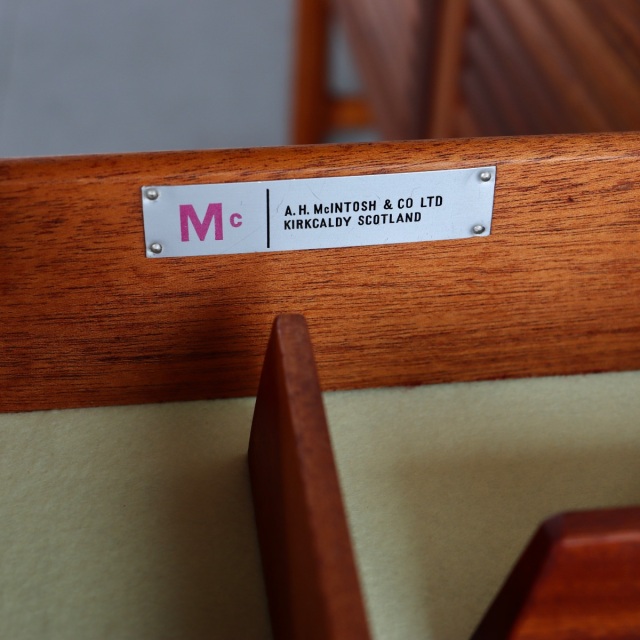 Mc
A.H. McINTOSH & CO LTD
KIRKCALDY SCOTLAND